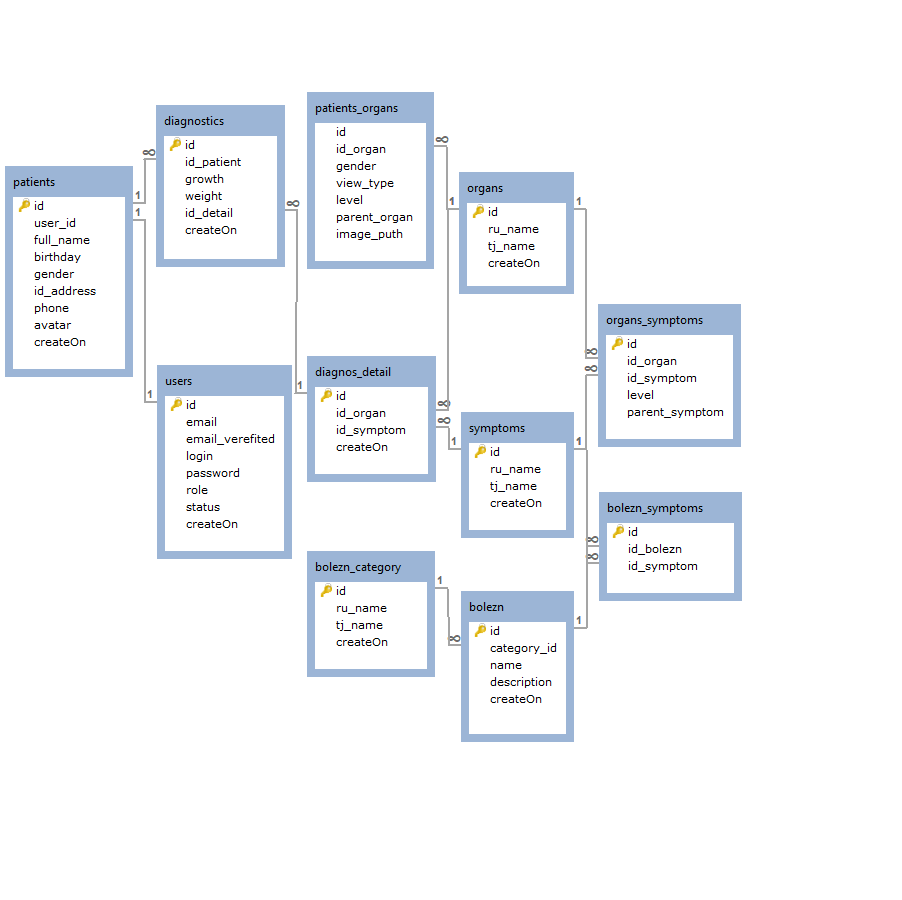 patients
id
user_id
full_name
birthday
gender
id_address
phone
avatar
createOn
diagnostics
id
id_patient
growth
weight
id_detail
createOn
users
id
email
email_verefited
login
password
role
status
createOn
patients_organs
id
id_organ
gender
view_type
level
parent_organ
image_puth
diagnos_detail
id
id_organ
id_symptom
createOn
bolezn_category
id
ru_name
tj_name
createOn
organs
id
ru_name
tj_name
createOn
symptoms
id
ru_name
tj_name
createOn
bolezn
id
category_id
name
description
createOn
organs_symptoms
id
id_organ
id_symptom
level
parent_symptom
bolezn_symptoms
id
id_bolezn
id_symptom
1
∞
1
1
∞
1
∞
1
∞
∞
1
1
∞
1
∞
∞
1
∞
∞
1